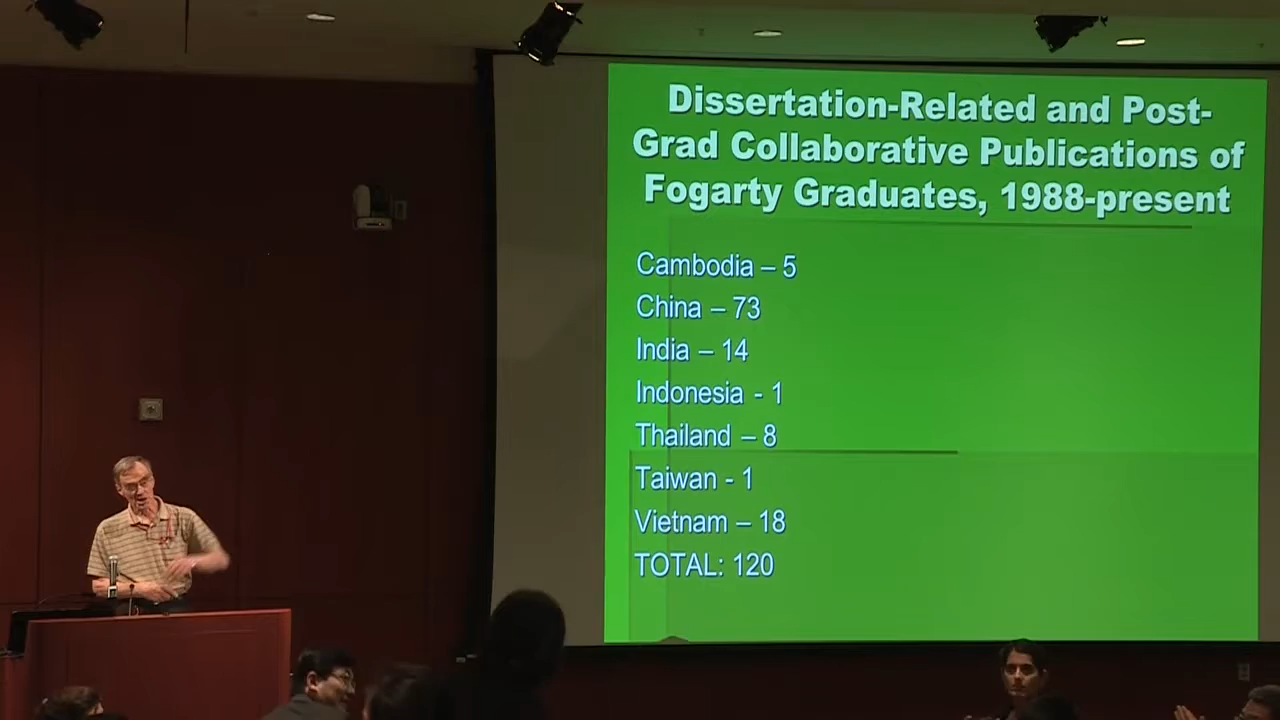 Dissertation-Related and Post-
Grad Collaborative Publications of
Fogarty Graduates, 1988-present
Cambodia – 5
China – 73
India – 14
Indonesia - 1
Thailand – 8
Taiwan - 1
Vietnam – 18
TOTAL: 120